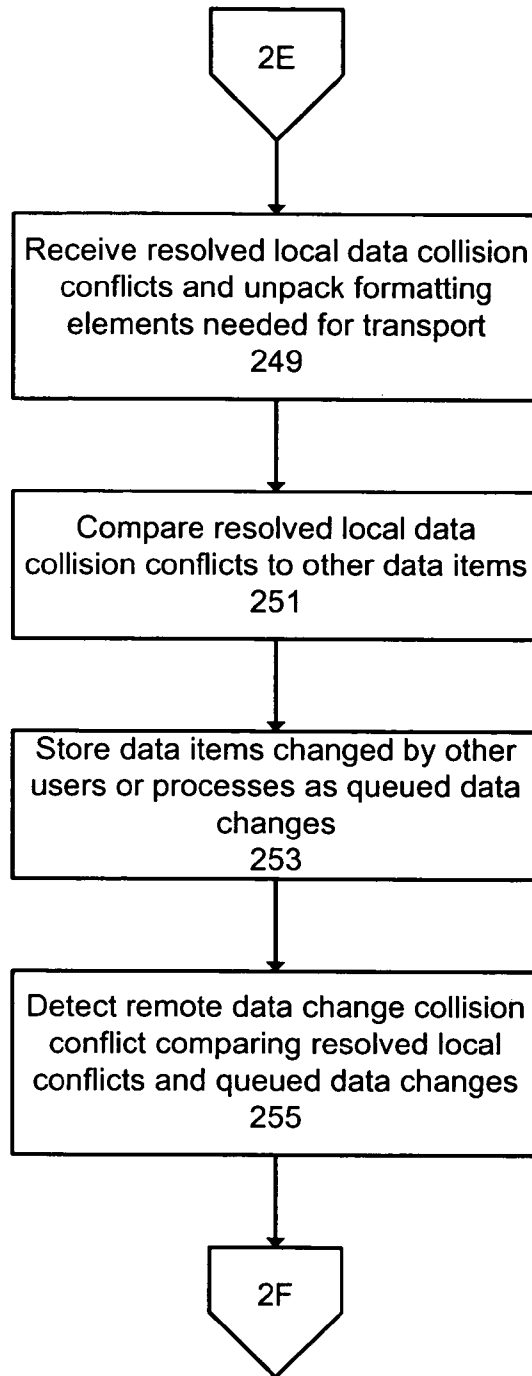 2E
Receive resolved local data collision
conflicts and unpack formatting
elements needed for transport
249
Compare resolved local data
collision conflicts to other data items
251
Store data items changed by other
users or processes as queued data
changes
253
Detect remote data change collision
conflict comparing resolved local
conflicts and queued data changes
255
2F